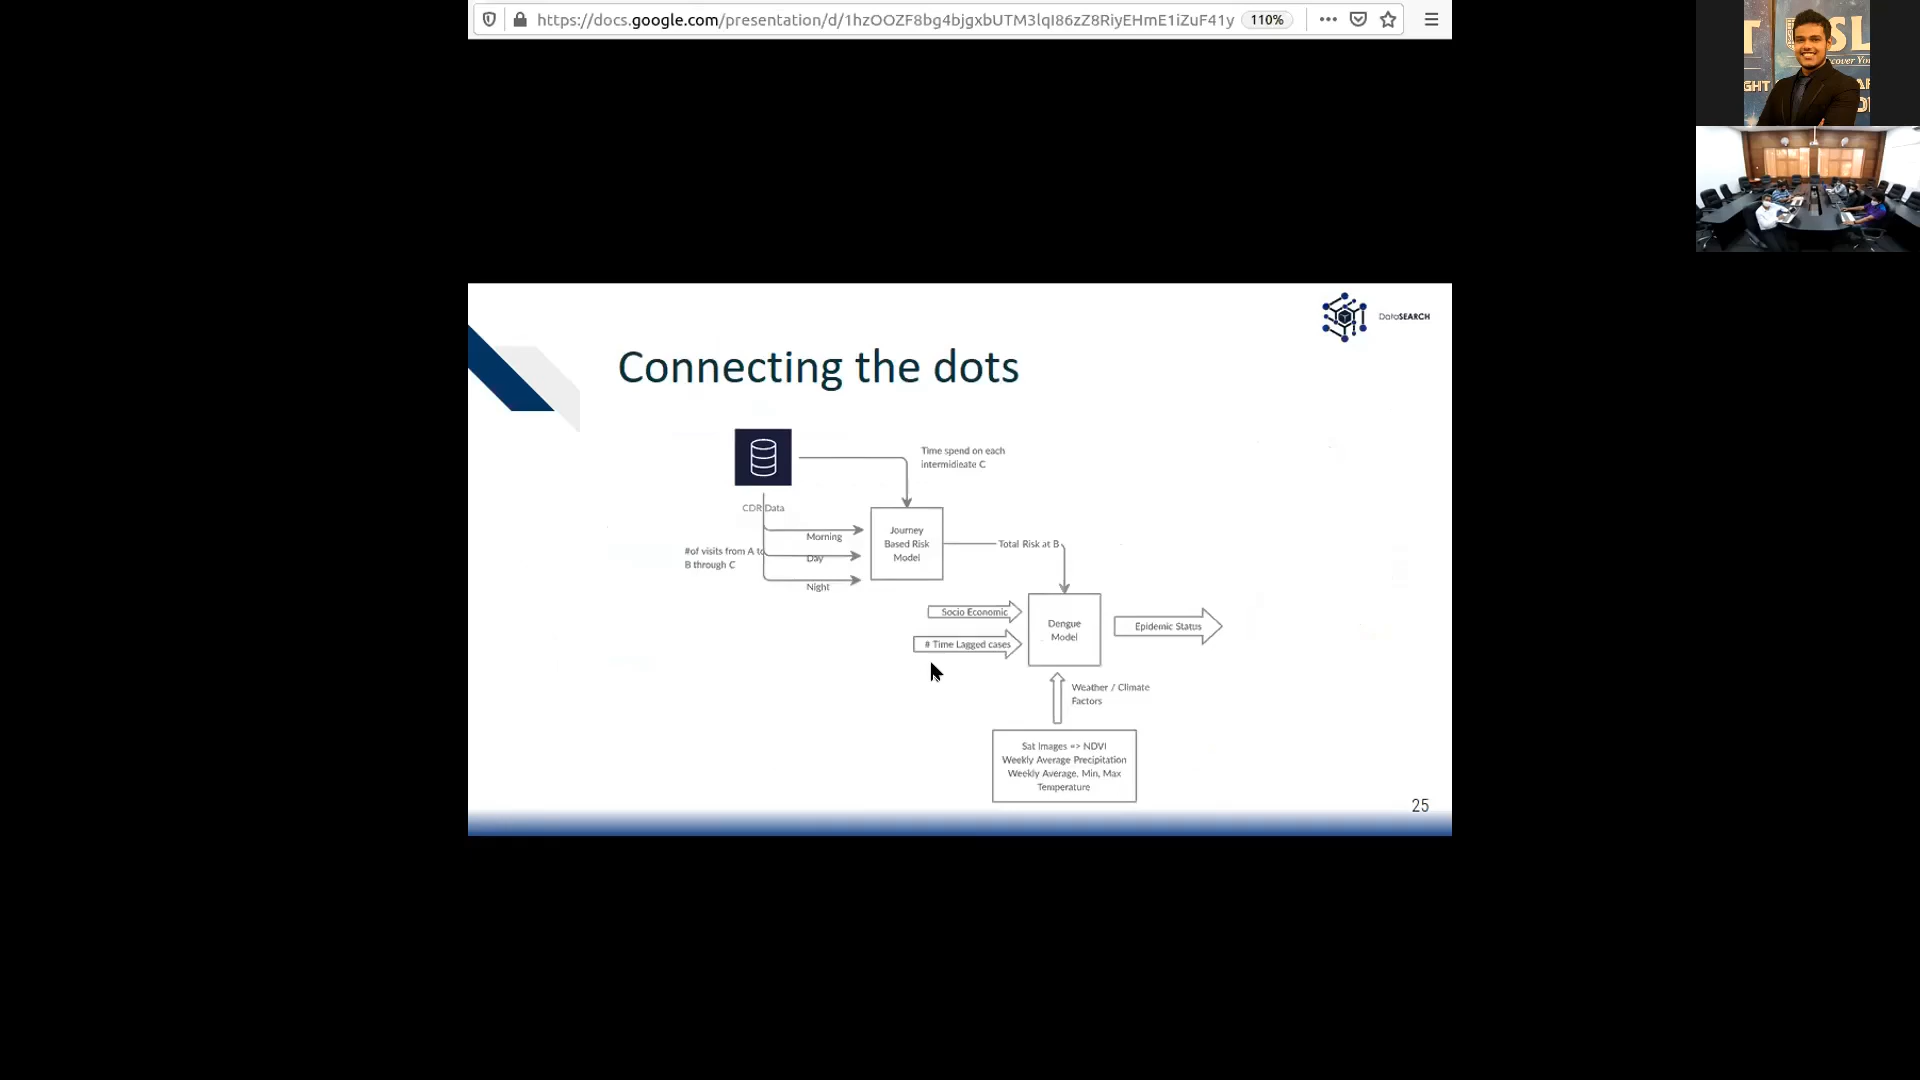 https://docs.google.com/presentation/d/1hzOOZF8bg4bjgxbUTM3lqI86zZ8RiyEHmE1iZuF41y
110%
SL
DataSEARCH
Connecting the dots
Time spend on each
intermidieate C
CDR Data
Morning
Day
Night
#of visits from A to
B through C
Journey
Based Risk
Model
Total Risk at B
Socio Economic
# Time Lagged cases
Dengue
Model
Epidemic Status
Weather / Climate
Factors
Sat Images => NDVI
Weekly Average Precipitation
Weekly Average, Min, Max
Temperature
25